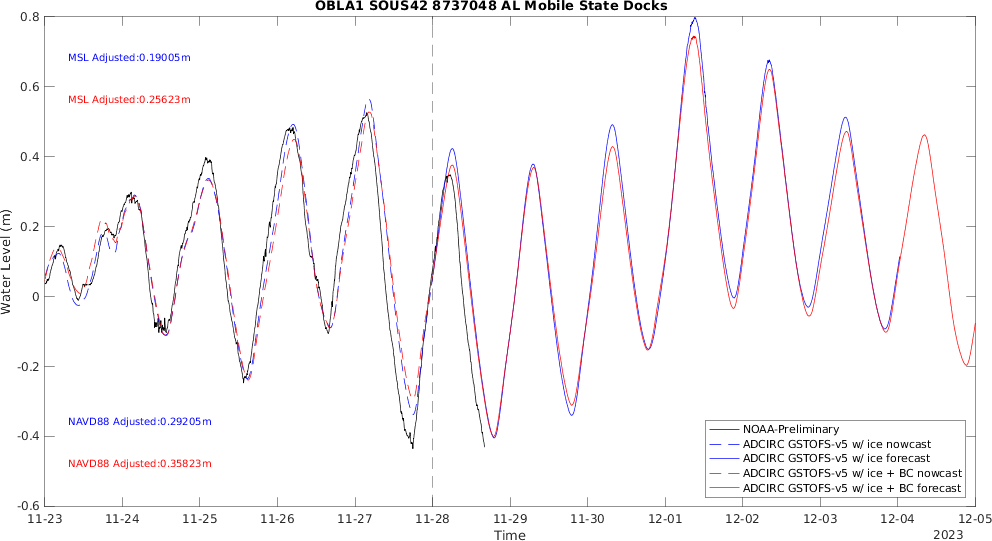 OBLA1 SOUS42 8737048 AL Mobile State Docks
0.8
0.6
0.4
0.2
0
-0.2
-0.4
-0.6
Water Level (m)
MSL Adjusted:0.19005m
MSL Adjusted:0.25623m
NAVD88 Adjusted:0.29205m
NAVD88 Adjusted:0.35823m
NOAA-Preliminary
ADCIRC GSTOFS-v5 w/ ice nowcast
ADCIRC GSTOFS-v5 w/ ice forecast
ADCIRC GSTOFS-v5 w/ ice + BC nowcast
ADCIRC GSTOFS-v5 w/ ice + BC forecast
11-23 11-24 11-25 11-26 11-27 11-28 11-29 11-30 12-01 12-02 12-03 12-04 12-05
Time
2023